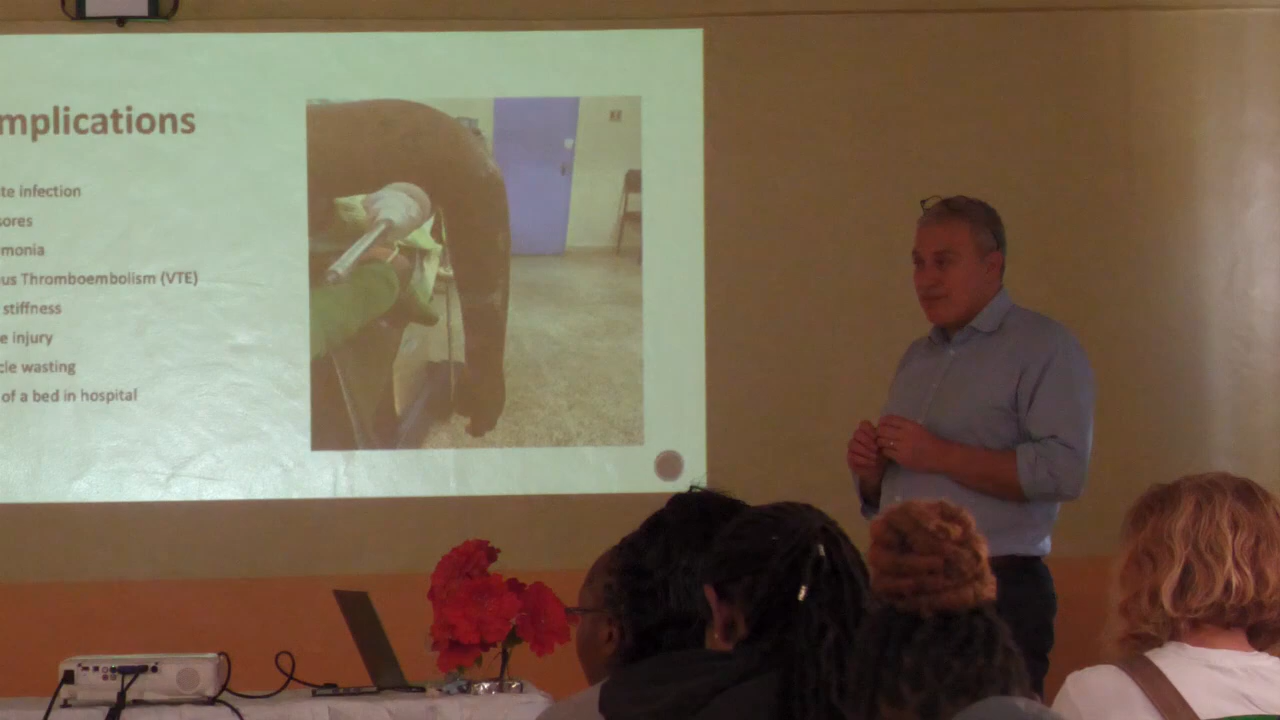 mplications
te infection
sores
monia
us Thromboembolism (VTE)
stiffness
e injury
cle wasting
of a bed in hospital